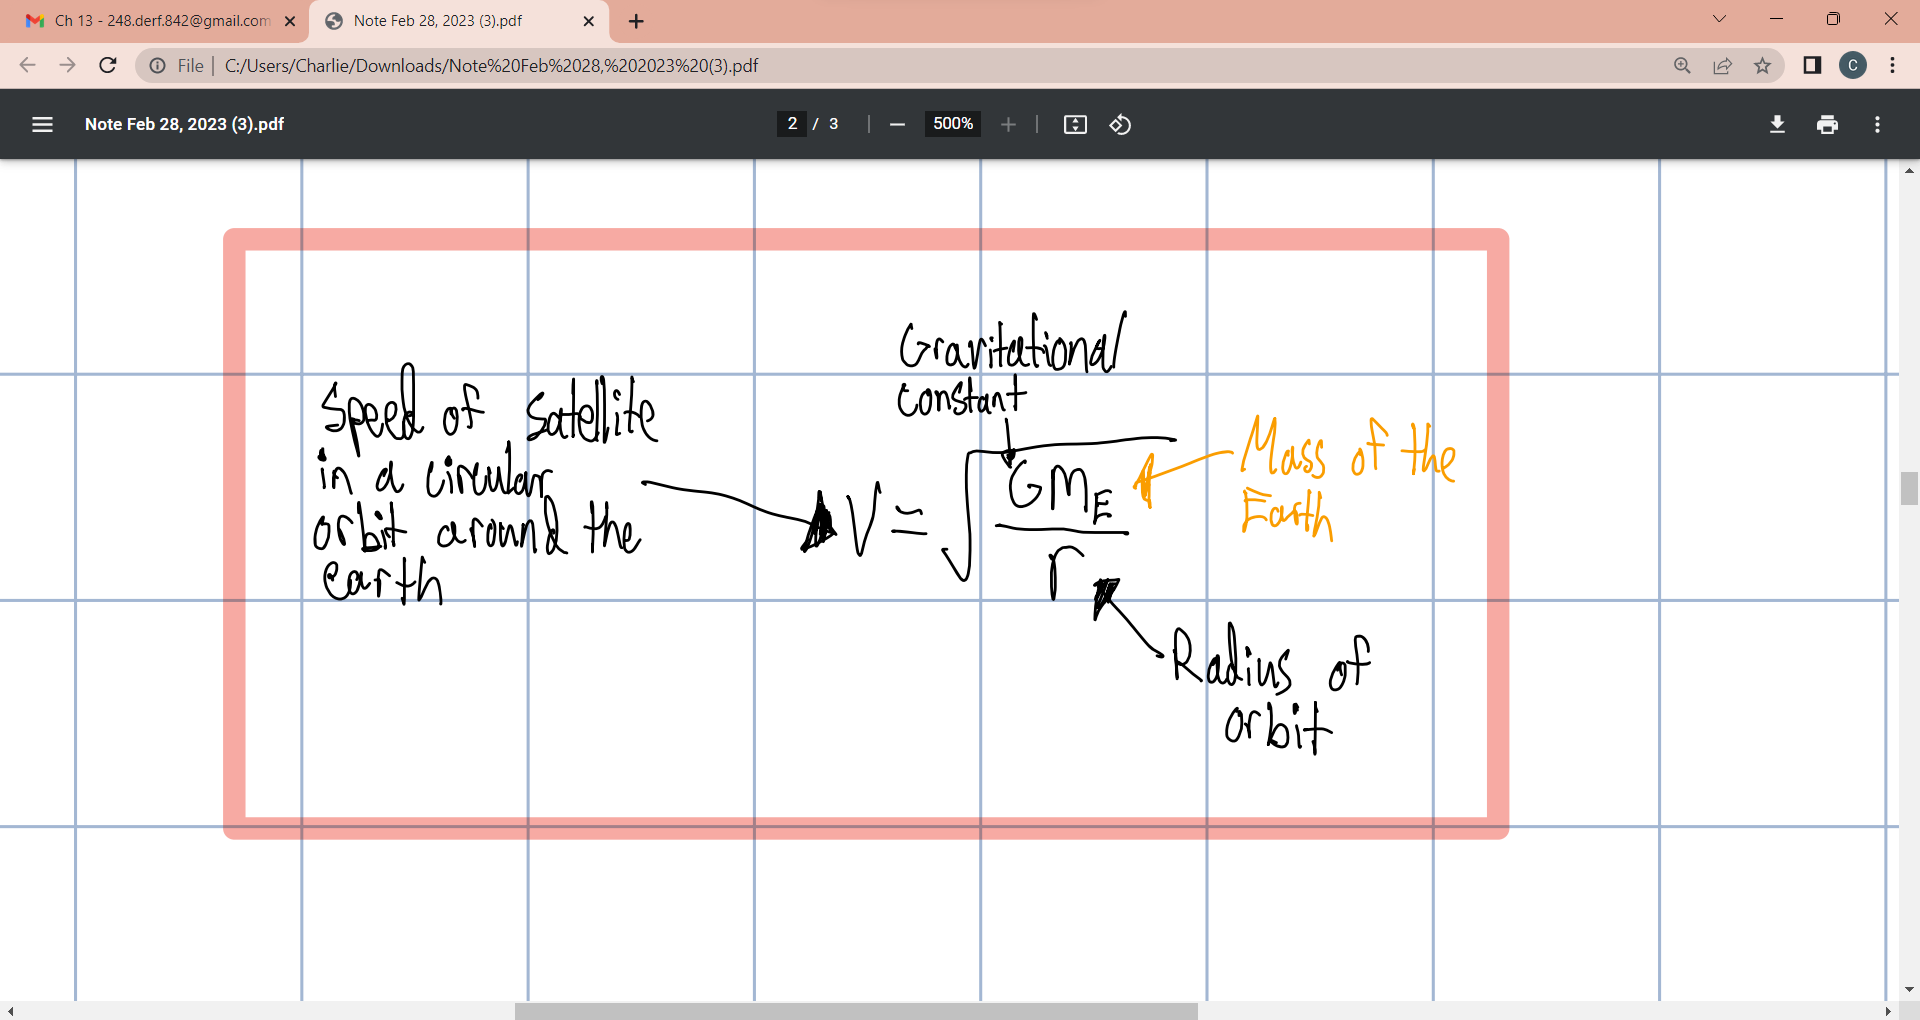 Ch 13 - 248.derf.842@gmail.com
Note Feb 28, 2023 (3).pdf
File | C:/Users/Charlie/Downloads/Note%20Feb%2028,%202023%20(3).pdf
C
Note Feb 28, 2023 (3).pdf
2 / 3
500%
Gravitational
constant
Speed of satellite
in a circular
orbit around the
earth
V = √
GM_E
r
Mass of the
Earth
Radius of
orbit